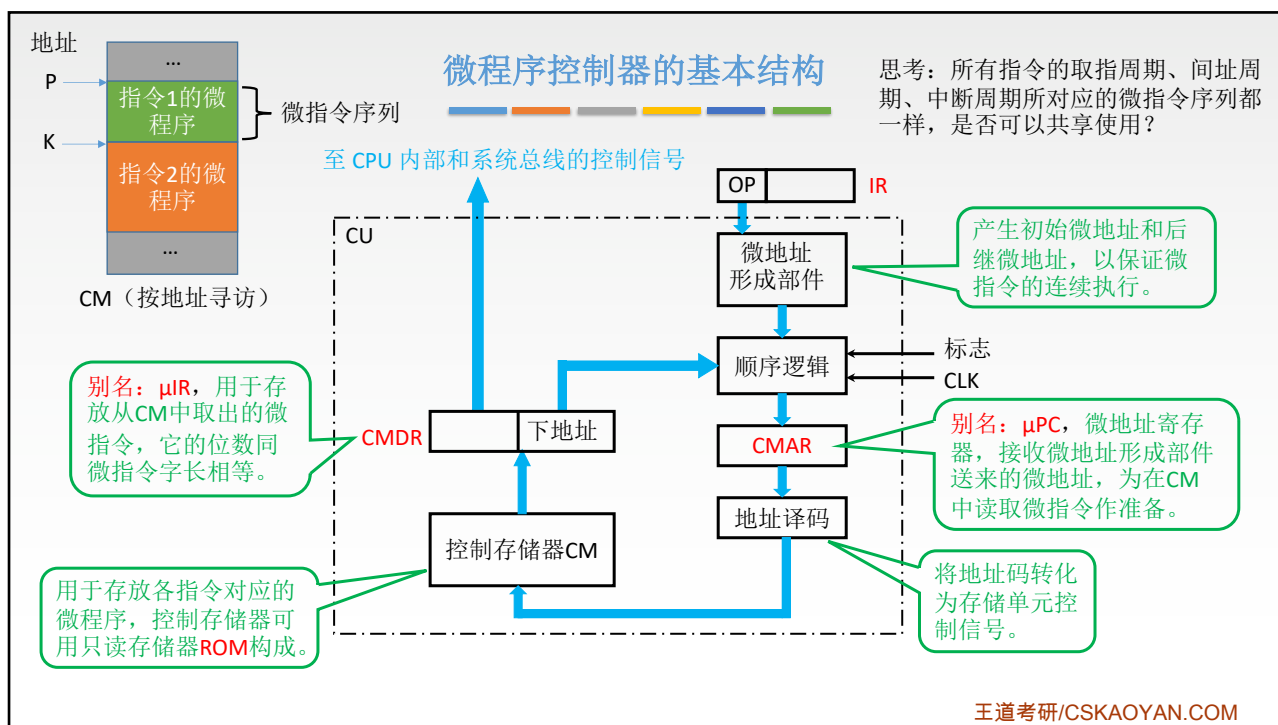 微程序控制器的基本结构
思考：所有指令的取指周期、间址周
期、中断周期所对应的微指令序列都
一样，是否可以共享使用？
地址
P
K
...
指令1的微
程序
指令2的微
程序
...
微指令序列
CM（按地址寻访）
至 CPU 内部和系统总线的控制信号
OP
IR
CU
微地址
形成部件
产生初始微地址和后
继微地址，以保证微
指令的连续执行。
顺序逻辑
标志
CLK
别名：μIR，用于存
放从CM中取出的微
指令，它的位数同
微指令字长相等。
CMDR
下地址
CMAR
别名：μPC，微地址寄存
器，接收微地址形成部件
送来的微地址，为在CM
中读取微指令作准备。
地址译码
控制存储器CM
将地址码转化
为存储单元控
制信号。
用于存放各指令对应的
微程序，控制存储器可
用只读存储器ROM构成。
王道考研/CSKAOYAN.COM